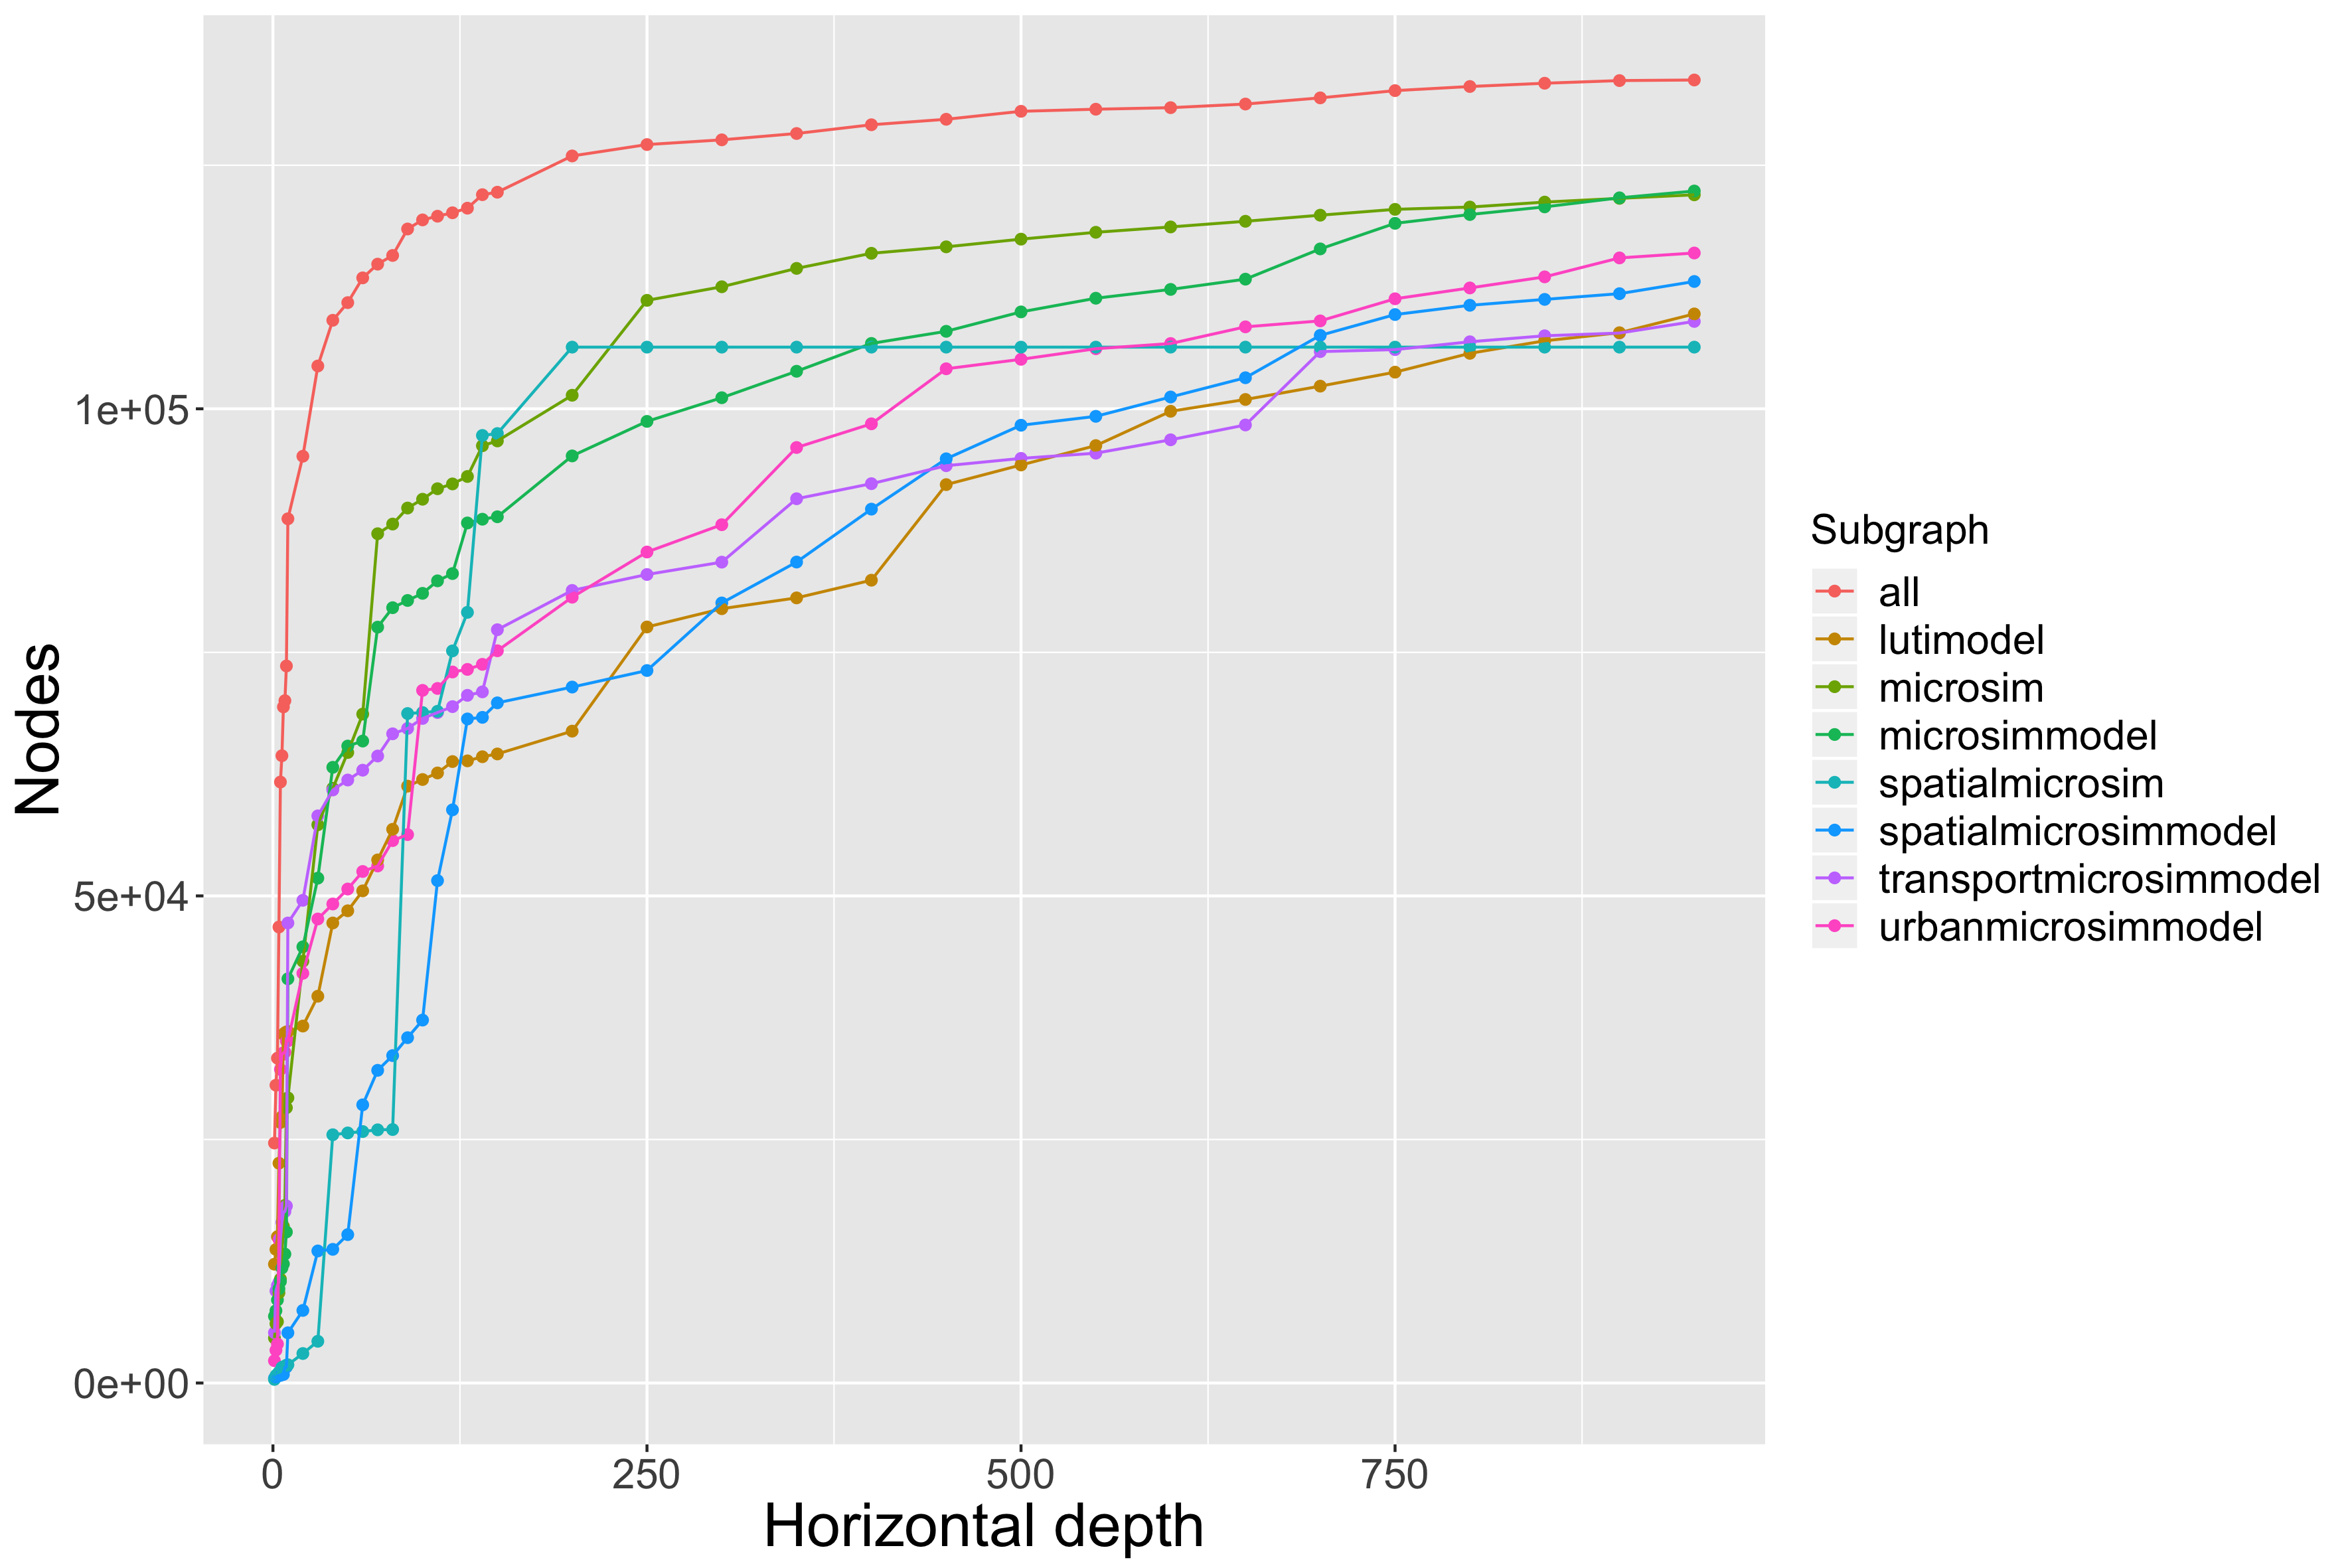 Nodes
1e+05
5e+04
0e+00
0
250
500
750
Horizontal depth
Subgraph
all
lutimodel
microsim
microsimmodel
spatialmicrosim
spatialmicrosimmodel
transportmicrosimmodel
urbanmicrosimmodel